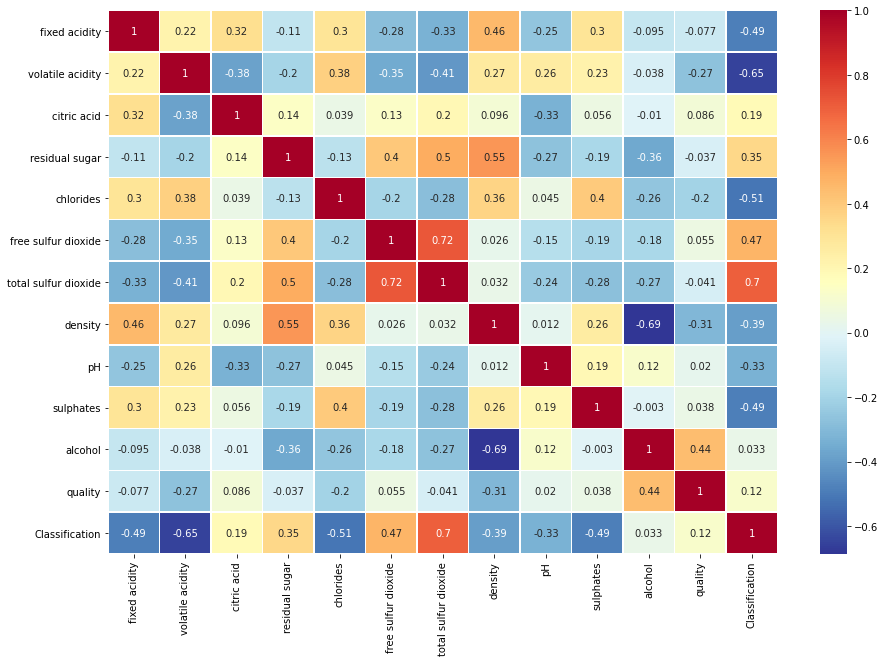 fixed acidity 1 0.22 0.32 -0.11 0.3 -0.28 -0.33 0.46 -0.25 0.3 -0.095 -0.077 -0.49
volatile acidity 0.22 1 -0.38 -0.2 0.38 -0.35 -0.41 0.27 0.26 0.23 -0.038 -0.27 -0.65
citric acid 0.32 -0.38 1 0.14 0.039 0.13 0.2 0.096 -0.33 0.056 -0.01 0.086 0.19
residual sugar -0.11 -0.2 0.14 1 -0.13 0.4 0.5 0.55 -0.27 -0.19 -0.36 -0.037 0.35
chlorides 0.3 0.38 0.039 -0.13 1 -0.2 -0.28 0.36 0.045 0.4 -0.26 -0.2 -0.51
free sulfur dioxide -0.28 -0.35 0.13 0.4 -0.2 1 0.72 0.026 -0.15 -0.19 -0.18 0.055 0.47
total sulfur dioxide -0.33 -0.41 0.2 0.5 -0.28 0.72 1 0.032 -0.24 -0.28 -0.27 -0.041 0.7
density 0.46 0.27 0.096 0.55 0.36 0.026 0.032 1 0.012 0.26 -0.69 -0.31 -0.39
pH -0.25 0.26 -0.33 -0.27 0.045 -0.15 -0.24 0.012 1 0.19 0.12 0.02 -0.33
sulphates 0.3 0.23 0.056 -0.19 0.4 -0.19 -0.28 0.26 0.19 1 -0.003 0.038 -0.49
alcohol -0.095 -0.038 -0.01 -0.36 -0.26 -0.18 -0.27 -0.69 0.12 -0.003 1 0.44 0.033
quality -0.077 -0.27 0.086 -0.037 -0.2 0.055 -0.041 -0.31 0.02 0.038 0.44 1 0.12
Classification -0.49 -0.65 0.19 0.35 -0.51 0.47 0.7 -0.39 -0.33 -0.49 0.033 0.12 1
fixed acidity
volatile acidity
citric acid
residual sugar
chlorides
free sulfur dioxide
total sulfur dioxide
density
pH
sulphates
alcohol
quality
Classification
1.0
0.8
0.6
0.4
0.2
0.0
−0.2
−0.4
−0.6